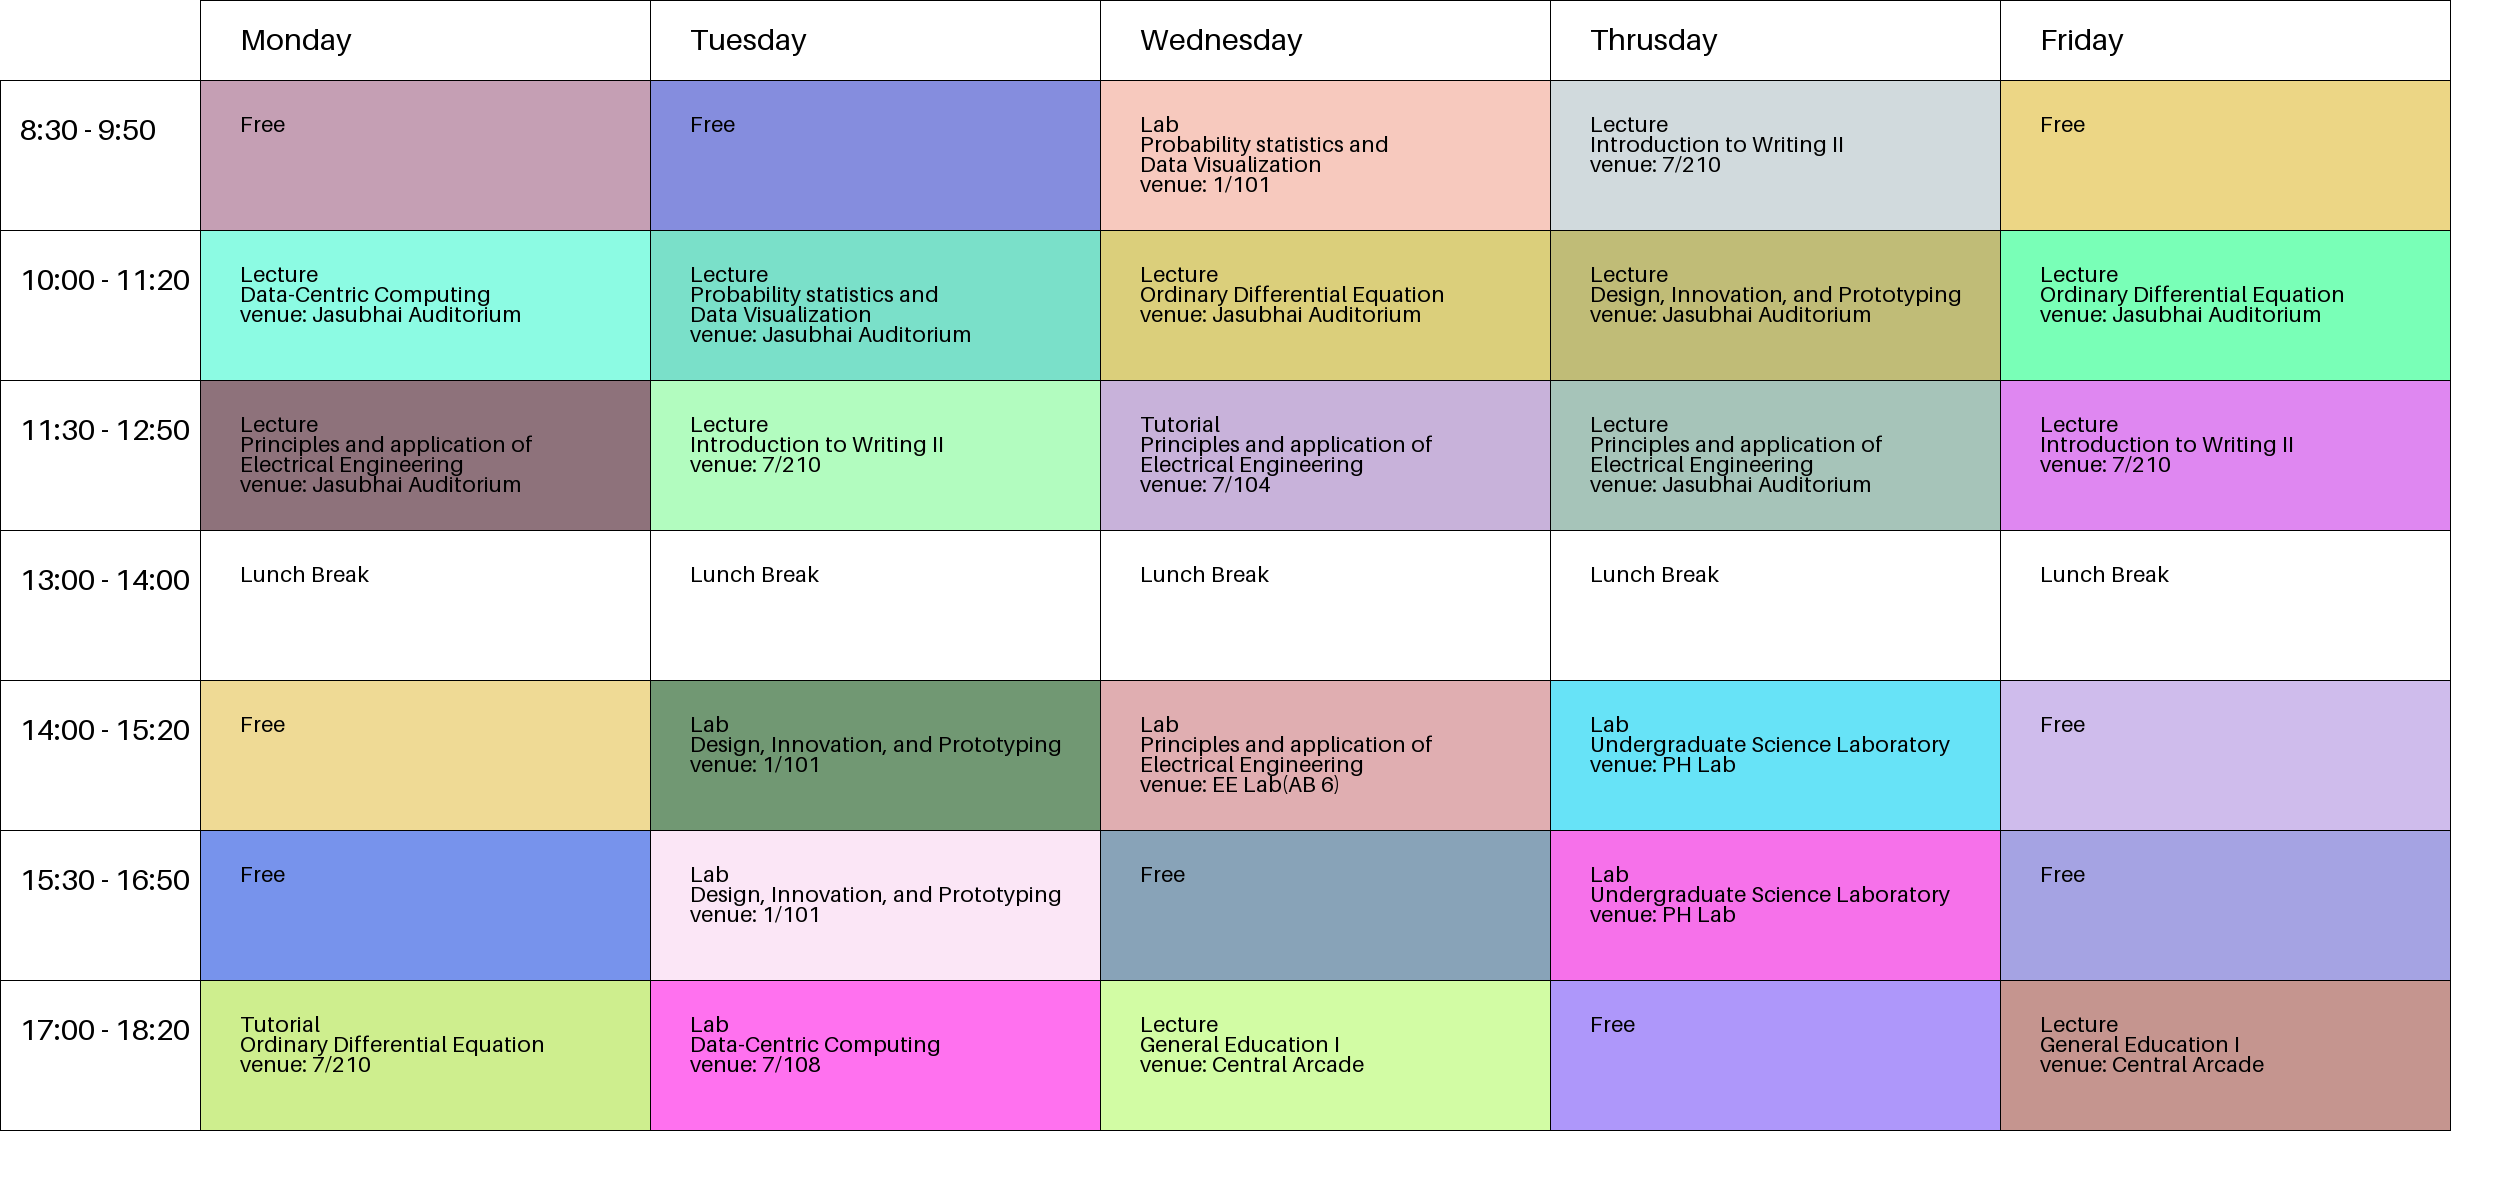 Monday
Tuesday
Wednesday
Thrusday
Friday
8:30 - 9:50
Free
Free
Lab
Probability statistics and
Data Visualization
venue: 1/101
Lecture
Introduction to Writing II
venue: 7/210
Free
10:00 - 11:20
Lecture
Data-Centric Computing
venue: Jasubhai Auditorium
Lecture
Probability statistics and
Data Visualization
venue: Jasubhai Auditorium
Lecture
Ordinary Differential Equation
venue: Jasubhai Auditorium
Lecture
Design, Innovation, and Prototyping
venue: Jasubhai Auditorium
Lecture
Ordinary Differential Equation
venue: Jasubhai Auditorium
11:30 - 12:50
Lecture
Principles and application of
Electrical Engineering
venue: Jasubhai Auditorium
Lecture
Introduction to Writing II
venue: 7/210
Tutorial
Principles and application of
Electrical Engineering
venue: 7/104
Lecture
Principles and application of
Electrical Engineering
venue: Jasubhai Auditorium
Lecture
Introduction to Writing II
venue: 7/210
13:00 - 14:00
Lunch Break
Lunch Break
Lunch Break
Lunch Break
Lunch Break
14:00 - 15:20
Free
Lab
Design, Innovation, and Prototyping
venue: 1/101
Lab
Principles and application of
Electrical Engineering
venue: EE Lab(AB 6)
Lab
Undergraduate Science Laboratory
venue: PH Lab
Free
15:30 - 16:50
Free
Lab
Design, Innovation, and Prototyping
venue: 1/101
Free
Lab
Undergraduate Science Laboratory
venue: PH Lab
Free
17:00 - 18:20
Tutorial
Ordinary Differential Equation
venue: 7/210
Lab
Data-Centric Computing
venue: 7/108
Lecture
General Education I
venue: Central Arcade
Free
Lecture
General Education I
venue: Central Arcade